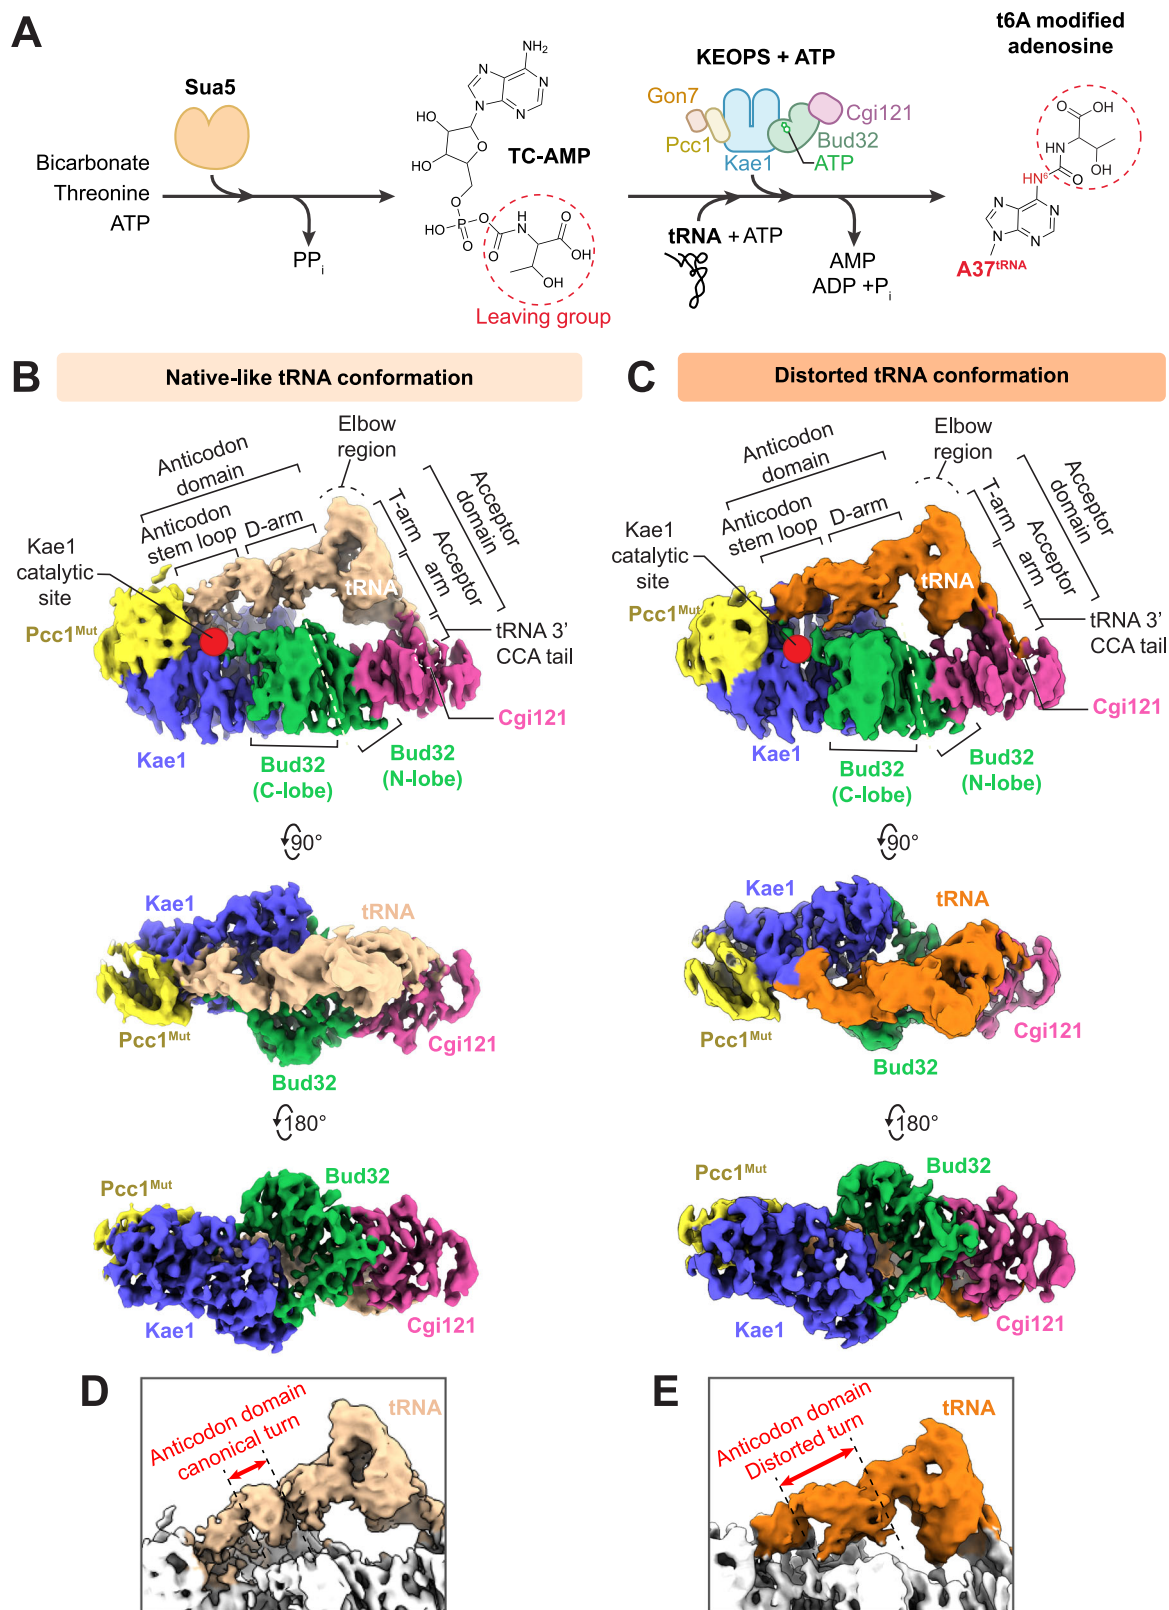 A
Sua5
Bicarbonate
Threonine
ATP
PPi
NH2
N
N
N
N
HO
HO
O
TC-AMP
O
HO
P
O
O
O
H
N
O
OH
OH
Leaving group
KEOPS + ATP
Gon7
Pcc1
Kae1
Cgi121
Bud32
ATP
tRNA + ATP
AMP
ADP +Pi
t6A modified
adenosine
O
OH
NH
OH
HN6
O
N
N
N
N
A37tRNA
B
Native-like tRNA conformation
Elbow
region
Anticodon
domain
Anticodon
stem loop
D-arm
T-arm
Acceptor
arm
Acceptor
domain
Kae1
catalytic
site
tRNA
Pcc1Mut
tRNA 3’
CCA tail
Cgi121
Kae1
Bud32
(C-lobe)
Bud32
(N-lobe)
90°
Kae1
tRNA
Pcc1Mut
Cgi121
Bud32
180°
Pcc1Mut
Bud32
Kae1
Cgi121
C
Distorted tRNA conformation
Elbow
region
Anticodon
domain
Anticodon
stem loop
D-arm
T-arm
Acceptor
arm
Acceptor
domain
Kae1
catalytic
site
tRNA
Pcc1Mut
tRNA 3’
CCA tail
Cgi121
Kae1
Bud32
(C-lobe)
Bud32
(N-lobe)
90°
Kae1
tRNA
Pcc1Mut
Cgi121
Bud32
180°
Pcc1Mut
Bud32
Kae1
Cgi121
D
Anticodon domain
canonical turn
tRNA
E
Anticodon domain
Distorted turn
tRNA